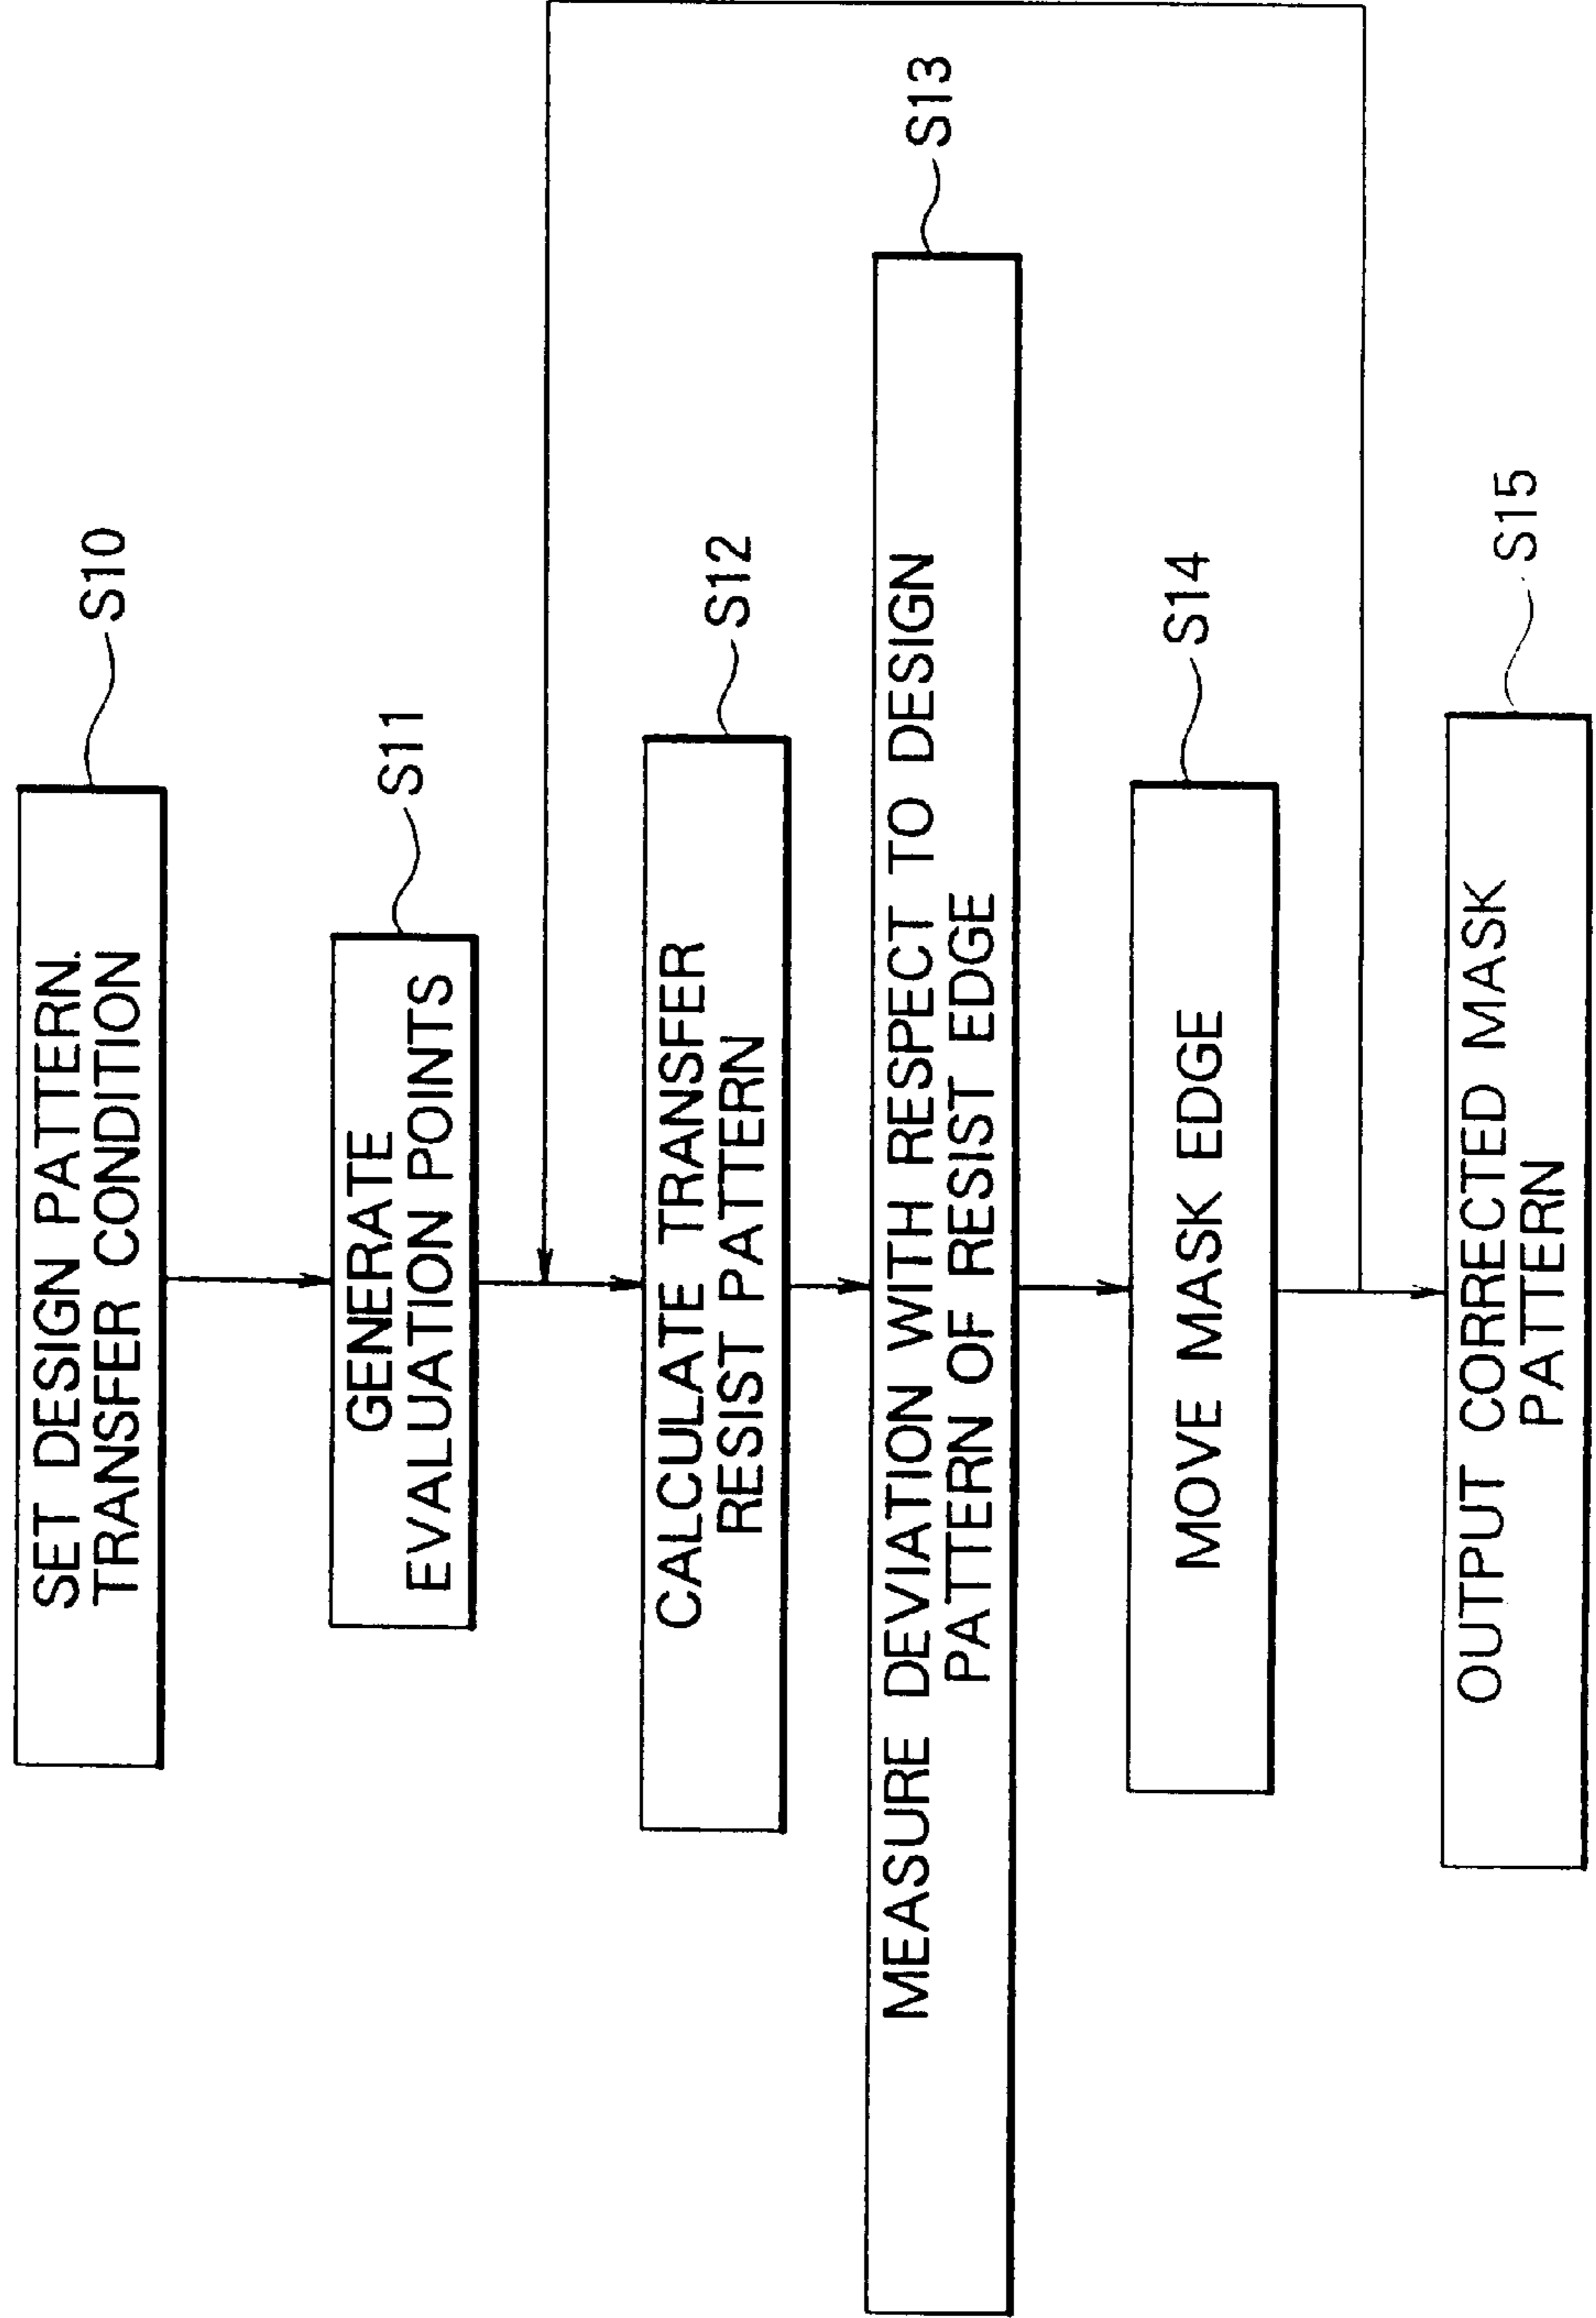 SET DESIGN PATTERN.
TRANSFER CONDITION
S10
GENERATE
EVALUATION POINTS
S11
CALCULATE TRANSFER
RESIST PATTERN
S12
MEASURE DEVIATION WITH RESPECT TO DESIGN
PATTERN OF RESIST EDGE
S13
MOVE MASK EDGE
S14
OUTPUT CORRECTED MASK
PATTERN
S15